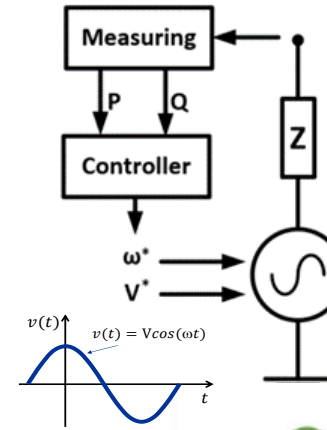 Measuring
P Q
Z
Controller
ω*
V*
v(t)
v(t) = Vcos(ωt)
t